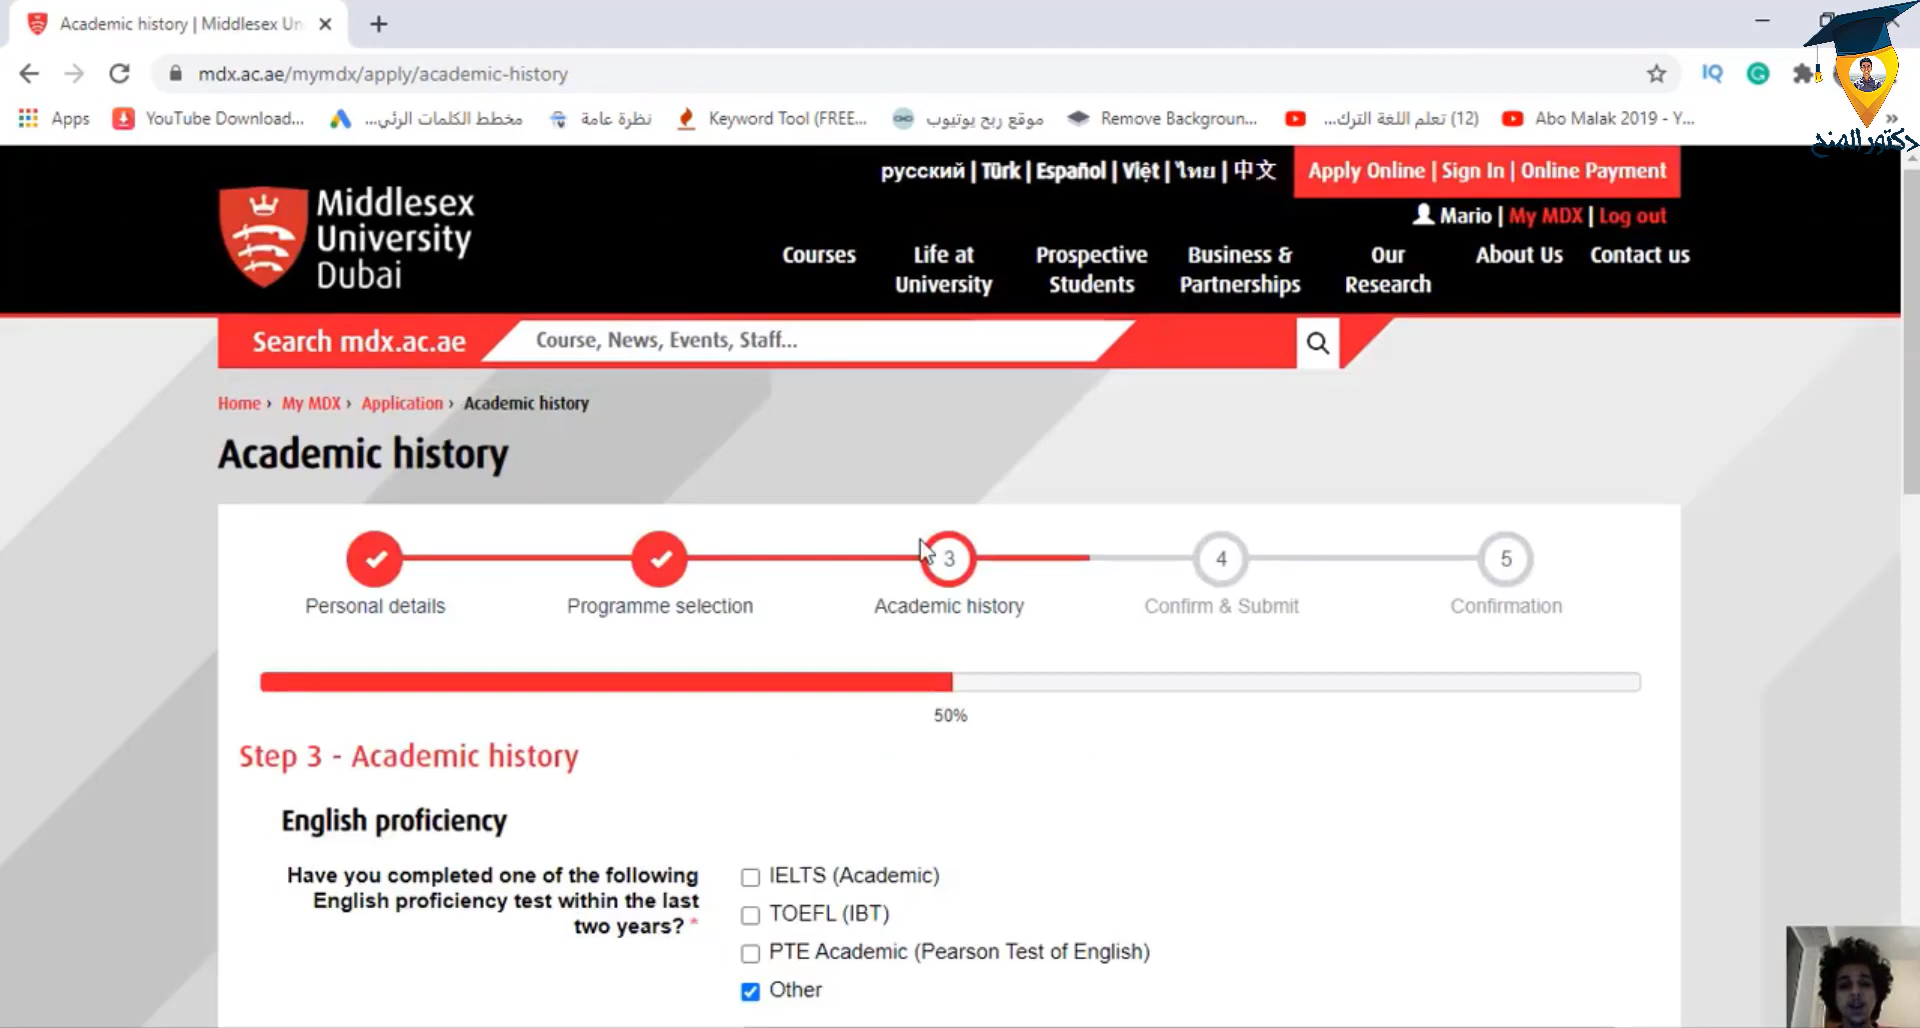 Academic history | Middlesex Un
mdx.ac.ae/mymdx/apply/academic-history
IQ
Apps
YouTube Download...
مخطط الكلمات الرئي...
نظرة عامة
Keyword Tool (FREE...
موقع ربح يوتيوب
Remove Backgroun...
(12) تعلم اللغة الترك...
Abo Malak 2019 - Y...
دكتور المنح
русский | Türk | Español | Việt | ไทย | 中文
Apply Online | Sign In | Online Payment
Mario | My MDX | Log out
Middlesex
University
Dubai
Courses
Life at
University
Prospective
Students
Business &
Partnerships
Our
Research
About Us
Contact us
Search mdx.ac.ae
Course, News, Events, Staff...
Home › My MDX › Application › Academic history
Academic history
3
4
5
Personal details
Programme selection
Academic history
Confirm & Submit
Confirmation
50%
Step 3 - Academic history
English proficiency
Have you completed one of the following
English proficiency test within the last
two years? *
IELTS (Academic)
TOEFL (IBT)
PTE Academic (Pearson Test of English)
Other